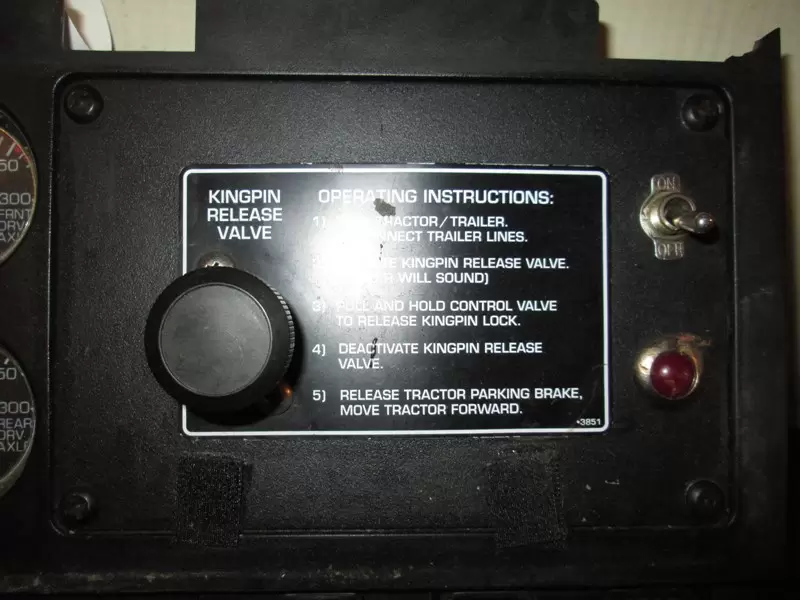 KINGPIN
RELEASE
VALVE
OPERATING INSTRUCTIONS:
1) TRACTOR/TRAILER.
TRAILER LINES.
KINGPIN RELEASE VALVE.
WILL SOUND)
3) PULL AND HOLD CONTROL VALVE
TO RELEASE KINGPIN LOCK.
4) DEACTIVATE KINGPIN RELEASE
VALVE.
5) RELEASE TRACTOR PARKING BRAKE,
MOVE TRACTOR FORWARD.
+3851
ON
OFF
50
300
FRNT
DRV
AXLE
50
300
REAR
DRV
AXLE